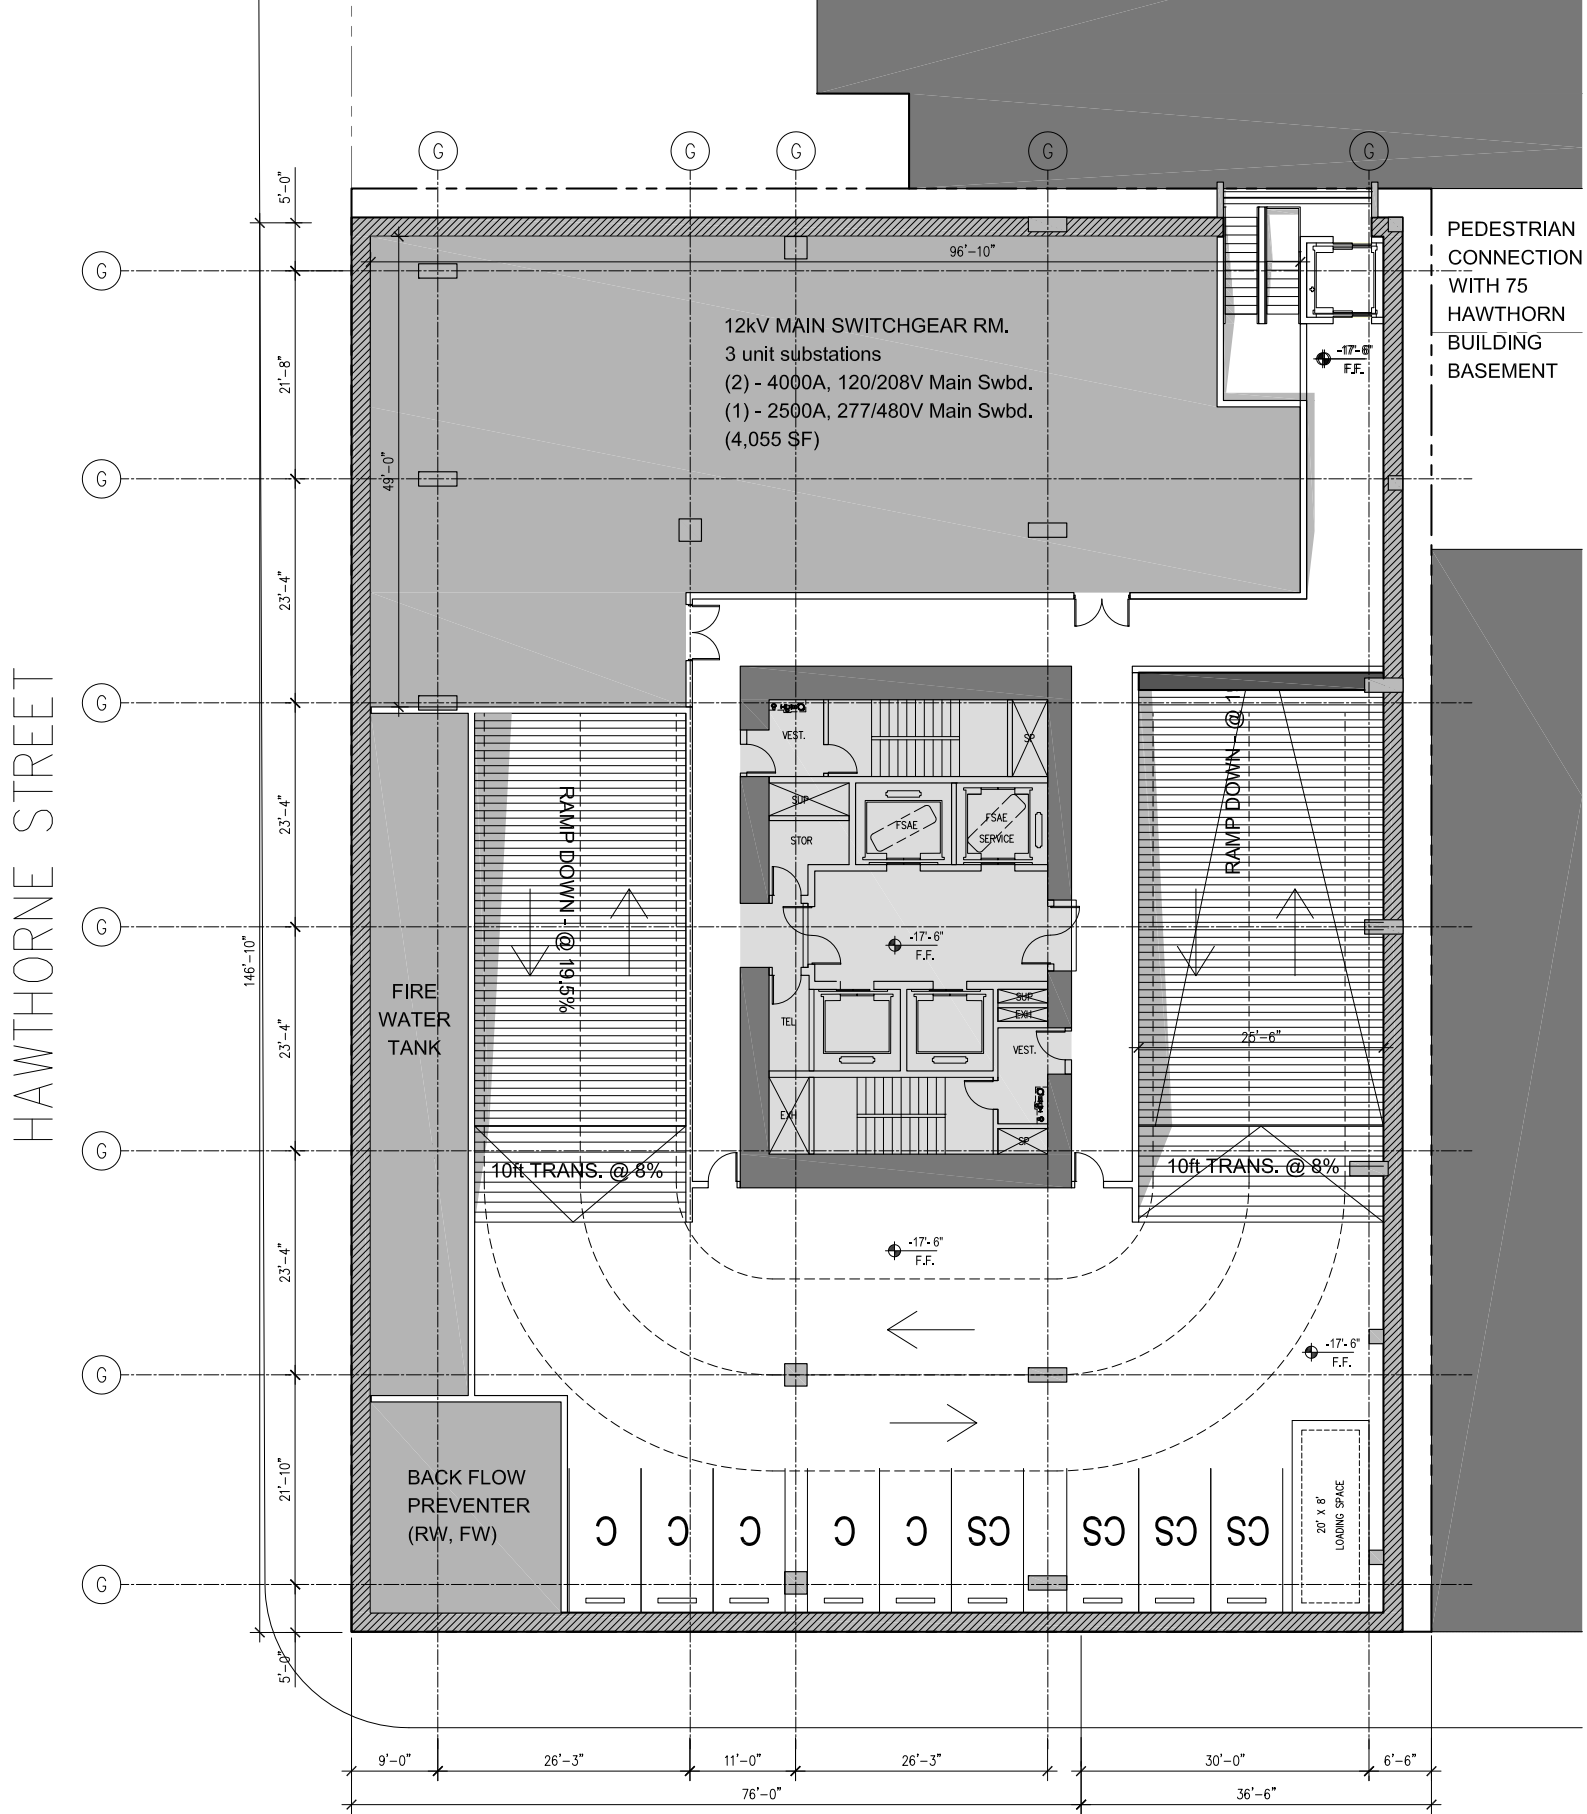 G
G
G
G
G
5'-0"
PEDESTRIAN
CONNECTION
WITH 75
HAWTHORN
BUILDING
BASEMENT
G
96'-10"
12kV MAIN SWITCHGEAR RM.
3 unit substations
(2) - 4000A, 120/208V Main Swbd.
(1) - 2500A, 277/480V Main Swbd.
(4,055 SF)
-17'-6"
F.F.
21'-8"
49'-0"
G
23'-4"
G
HAWTHORNE STREET
VEST.
SP
RAMP DOWN - @ 19.5%
RAMP DOWN - @ 1
23'-4"
SUP
STOR
FSAE
FSAE
SERVICE
G
146'-10"
-17'-6"
F.F.
FIRE
WATER
TANK
23'-4"
TEL
SUP
EXH
VEST.
25'-6"
EXH
SP
G
10ft TRANS. @ 8%
10ft TRANS. @ 8%
23'-4"
-17'-6"
F.F.
-17'-6"
F.F.
G
21'-10"
BACK FLOW
PREVENTER
(RW, FW)
C
C
C
C
C
CS
CS
CS
CS
20' X 8'
LOADING SPACE
G
5'-0"
9'-0"
26'-3"
11'-0"
26'-3"
30'-0"
6'-6"
76'-0"
36'-6"